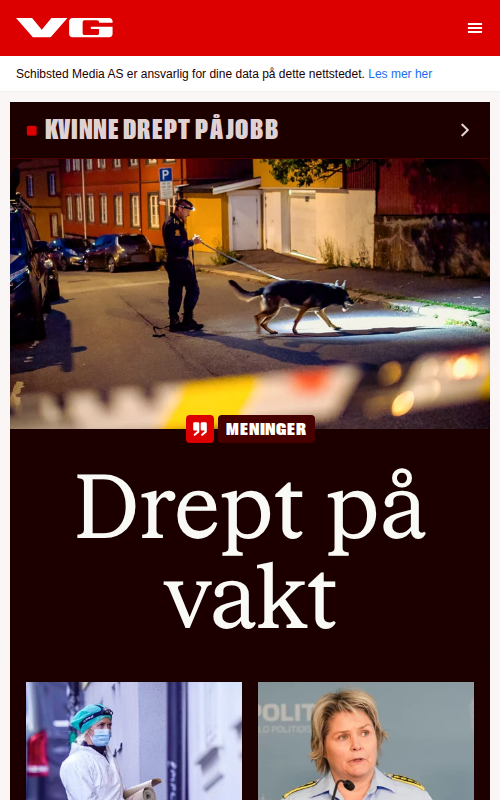 VG
Schibsted Media AS er ansvarlig for dine data på dette nettstedet. Les mer her
KVINNE DREPT PÅ JOBB
P
MENINGER
Drept på
vakt
POLIT